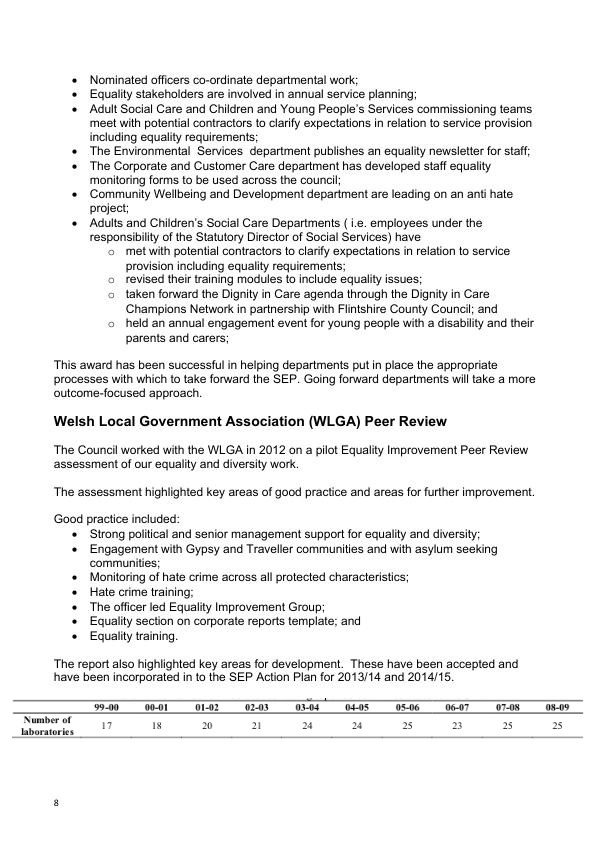 • Nominated officers co-ordinate departmental work;
• Equality stakeholders are involved in annual service planning;
• Adult Social Care and Children and Young People's Services commissioning teams
meet with potential contractors to clarify expectations in relation to service provision
including equality requirements;
• The Environmental Services department publishes an equality newsletter for staff;
• The Corporate and Customer Care department has developed staff equality
monitoring forms to be used across the council;
• Community Wellbeing and Development department are leading on an anti hate
project;
• Adults and Children's Social Care Departments ( i.e. employees under the
responsibility of the Statutory Director of Social Services) have
o met with potential contractors to clarify expectations in relation to service
provision including equality requirements;
o revised their training modules to include equality issues;
o taken forward the Dignity in Care agenda through the Dignity in Care
Champions Network in partnership with Flintshire County Council; and
o held an annual engagement event for young people with a disability and their
parents and carers;
This award has been successful in helping departments put in place the appropriate
processes with which to take forward the SEP. Going forward departments will take a more
outcome-focused approach.
Welsh Local Government Association (WLGA) Peer Review
The Council worked with the WLGA in 2012 on a pilot Equality Improvement Peer Review
assessment of our equality and diversity work.
The assessment highlighted key areas of good practice and areas for further improvement.
Good practice included:
• Strong political and senior management support for equality and diversity;
• Engagement with Gypsy and Traveller communities and with asylum seeking
communities;
• Monitoring of hate crime across all protected characteristics;
• Hate crime training;
• The officer led Equality Improvement Group;
• Equality section on corporate reports template; and
• Equality training.
The report also highlighted key areas for development. These have been accepted and
have been incorporated in to the SEP Action Plan for 2013/14 and 2014/15.
99-00 00-01 01-02 02-03 03-04 04-04 05-06 06-07 07-08 08-09
Number of laboratories 17 18 20 21 24 24 25 23 25 25
8